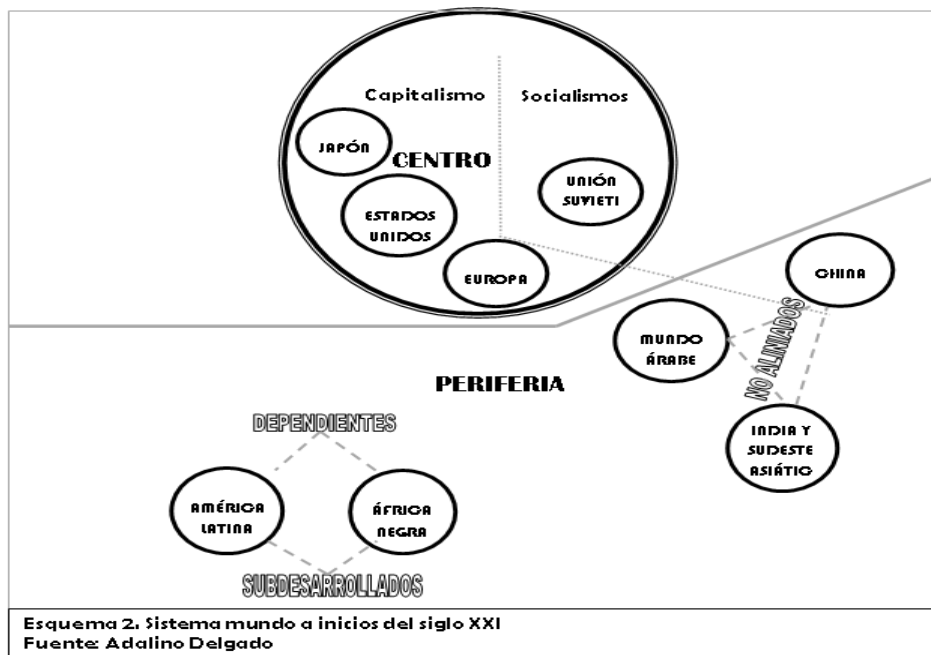 Capitalismo
Socialismos
JAPÓN
CENTRO
ESTADOS
UNIDOS
UNIÓN
SUVIETI
EUROPA
CHINA
MUNDO
ÁRABE
NO ALINIADOS
PERIFERIA
INDIA Y
SUDESTE
ASIÁTIC
DEPENDIENTES
AMÉRICA
LATINA
ÁFRICA
NEGRA
SUBDESARROLLADOS
Esquema 2. Sistema mundo a inicios del siglo XXI
Fuente: Adalino Delgado